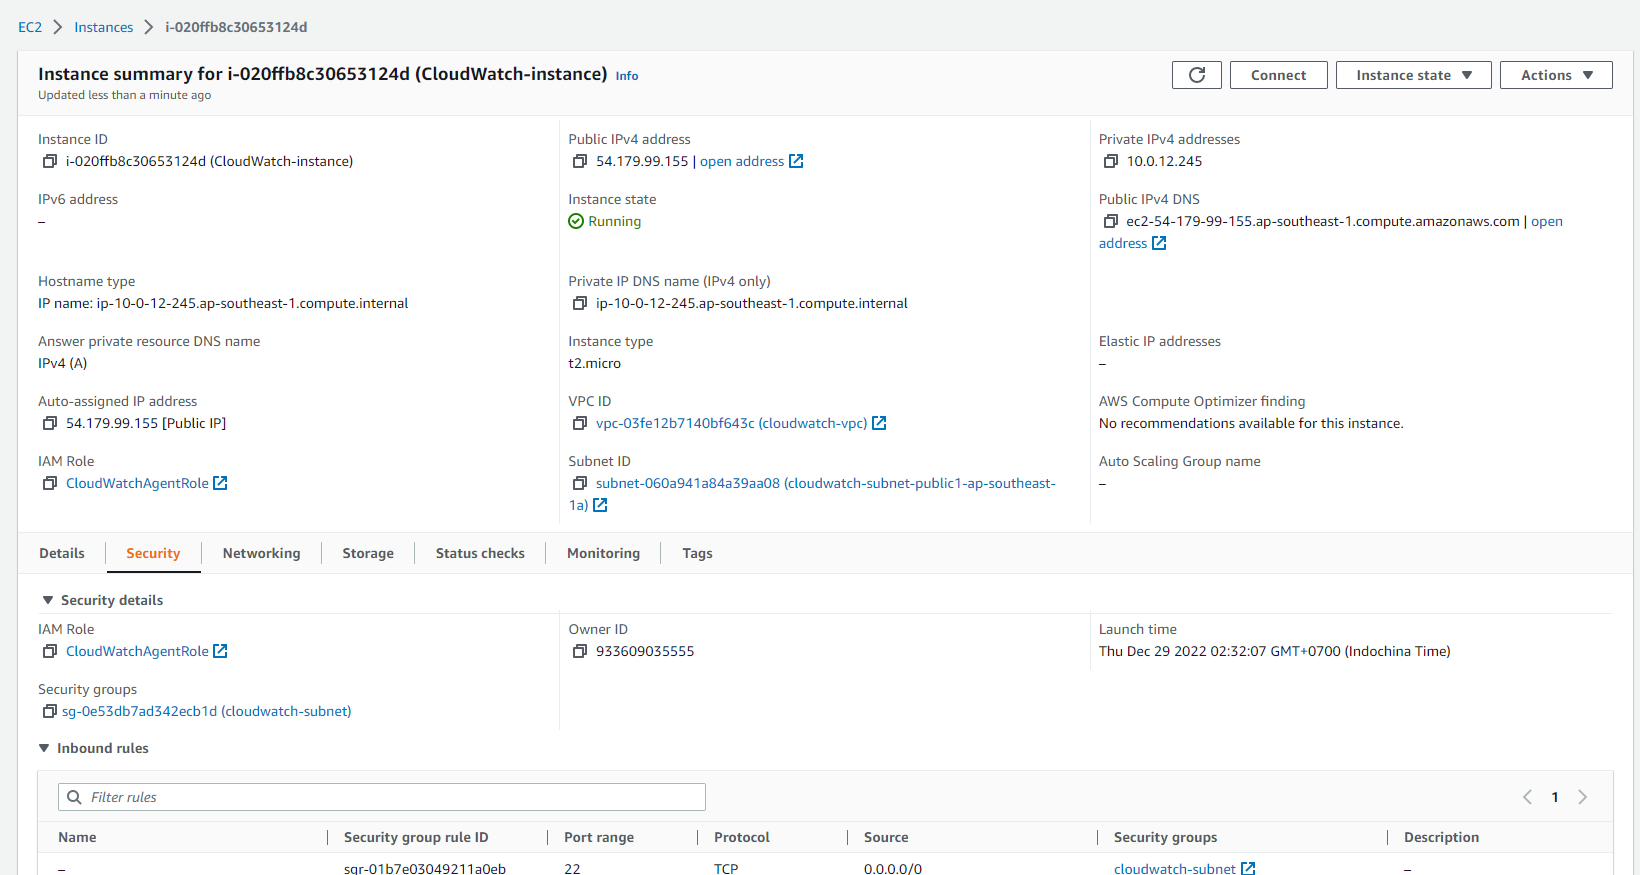 EC2 > Instances > i-020ffb8c30653124d
Instance summary for i-020ffb8c30653124d (CloudWatch-instance) Info
Updated less than a minute ago
Connect
Instance state
Actions
Instance ID
i-020ffb8c30653124d (CloudWatch-instance)
Public IPv4 address
54.179.99.155 | open address
Private IPv4 addresses
10.0.12.245
IPv6 address
–
Instance state
Running
Public IPv4 DNS
ec2-54-179-99-155.ap-southeast-1.compute.amazonaws.com | open
address
Hostname type
IP name: ip-10-0-12-245.ap-southeast-1.compute.internal
Private IP DNS name (IPv4 only)
ip-10-0-12-245.ap-southeast-1.compute.internal
Answer private resource DNS name
IPv4 (A)
Instance type
t2.micro
Elastic IP addresses
–
Auto-assigned IP address
54.179.99.155 [Public IP]
VPC ID
vpc-03fe12b7140bf643c (cloudwatch-vpc)
AWS Compute Optimizer finding
No recommendations available for this instance.
IAM Role
CloudWatchAgentRole
Subnet ID
subnet-060a941a84a39aa08 (cloudwatch-subnet-public1-ap-southeast-
1a)
Auto Scaling Group name
–
Details
Security
Networking
Storage
Status checks
Monitoring
Tags
Security details
IAM Role
CloudWatchAgentRole
Owner ID
933609035555
Launch time
Thu Dec 29 2022 02:32:07 GMT+0700 (Indochina Time)
Security groups
sg-0e53db7ad342ecb1d (cloudwatch-subnet)
Inbound rules
Filter rules
1
Name
Security group rule ID
Port range
Protocol
Source
Security groups
Description
–
sgr-01b7e03049211a0eb
22
TCP
0.0.0.0/0
cloudwatch-subnet
–